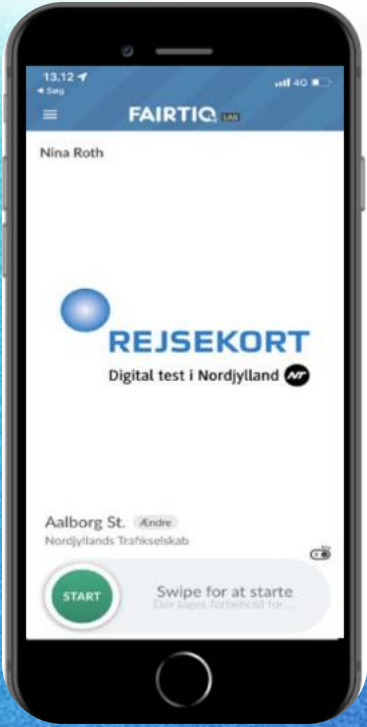 13.12
◀ Søg
4G
FAIRTIQ LAB
Nina Roth
REJSEKORT
Digital test i Nordjylland NT
Aalborg St. Ændre
Nordjyllands Trafikselskab
START
Swipe for at starte
Der tages forbehold for...